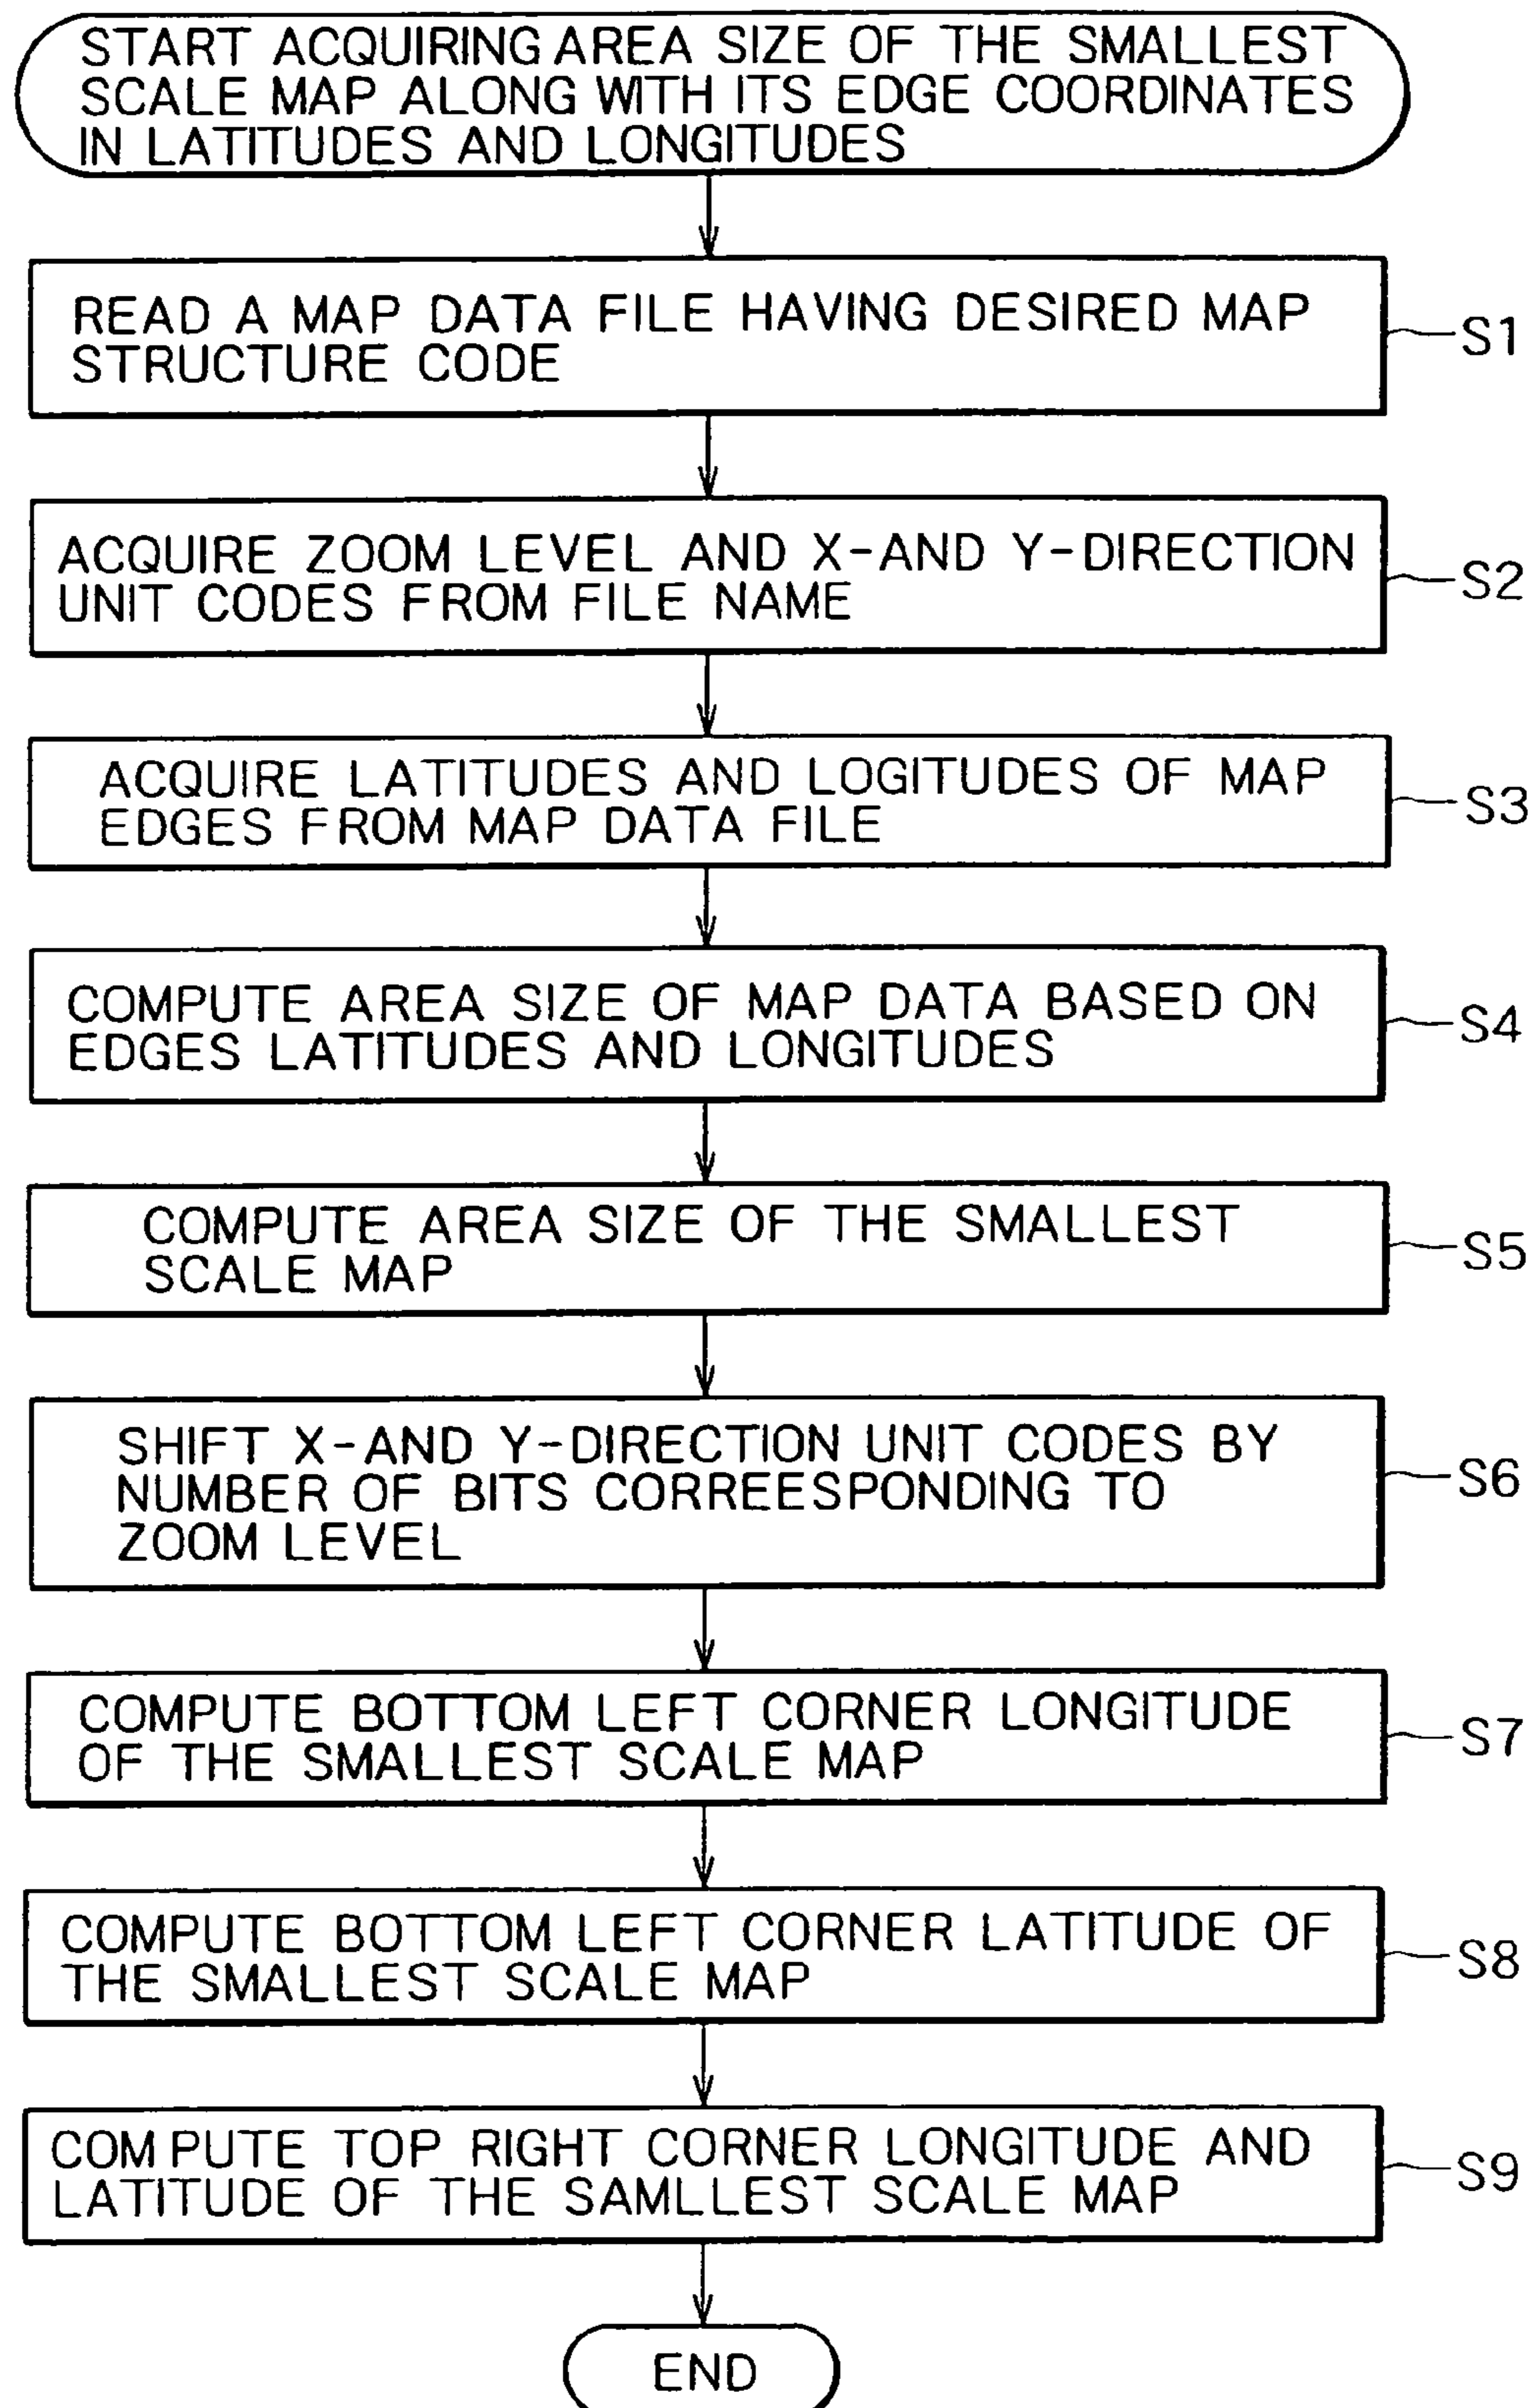 START ACQUIRING AREA SIZE OF THE SMALLEST
SCALE MAP ALONG WITH ITS EDGE COORDINATES
IN LATITUDES AND LONGITUDES
READ A MAP DATA FILE HAVING DESIRED MAP
STRUCTURE CODE
S1
ACQUIRE ZOOM LEVEL AND X-AND Y-DIRECTION
UNIT CODES FROM FILE NAME
S2
ACQUIRE LATITUDES AND LOGITUDES OF MAP
EDGES FROM MAP DATA FILE
S3
COMPUTE AREA SIZE OF MAP DATA BASED ON
EDGES LATITUDES AND LONGITUDES
S4
COMPUTE AREA SIZE OF THE SMALLEST
SCALE MAP
S5
SHIFT X-AND Y-DIRECTION UNIT CODES BY
NUMBER OF BITS CORREESPONDING TO
ZOOM LEVEL
S6
COMPUTE BOTTOM LEFT CORNER LONGITUDE
OF THE SMALLEST SCALE MAP
S7
COMPUTE BOTTOM LEFT CORNER LATITUDE OF
THE SMALLEST SCALE MAP
S8
COMPUTE TOP RIGHT CORNER LONGITUDE AND
LATITUDE OF THE SAMLLEST SCALE MAP
S9
END